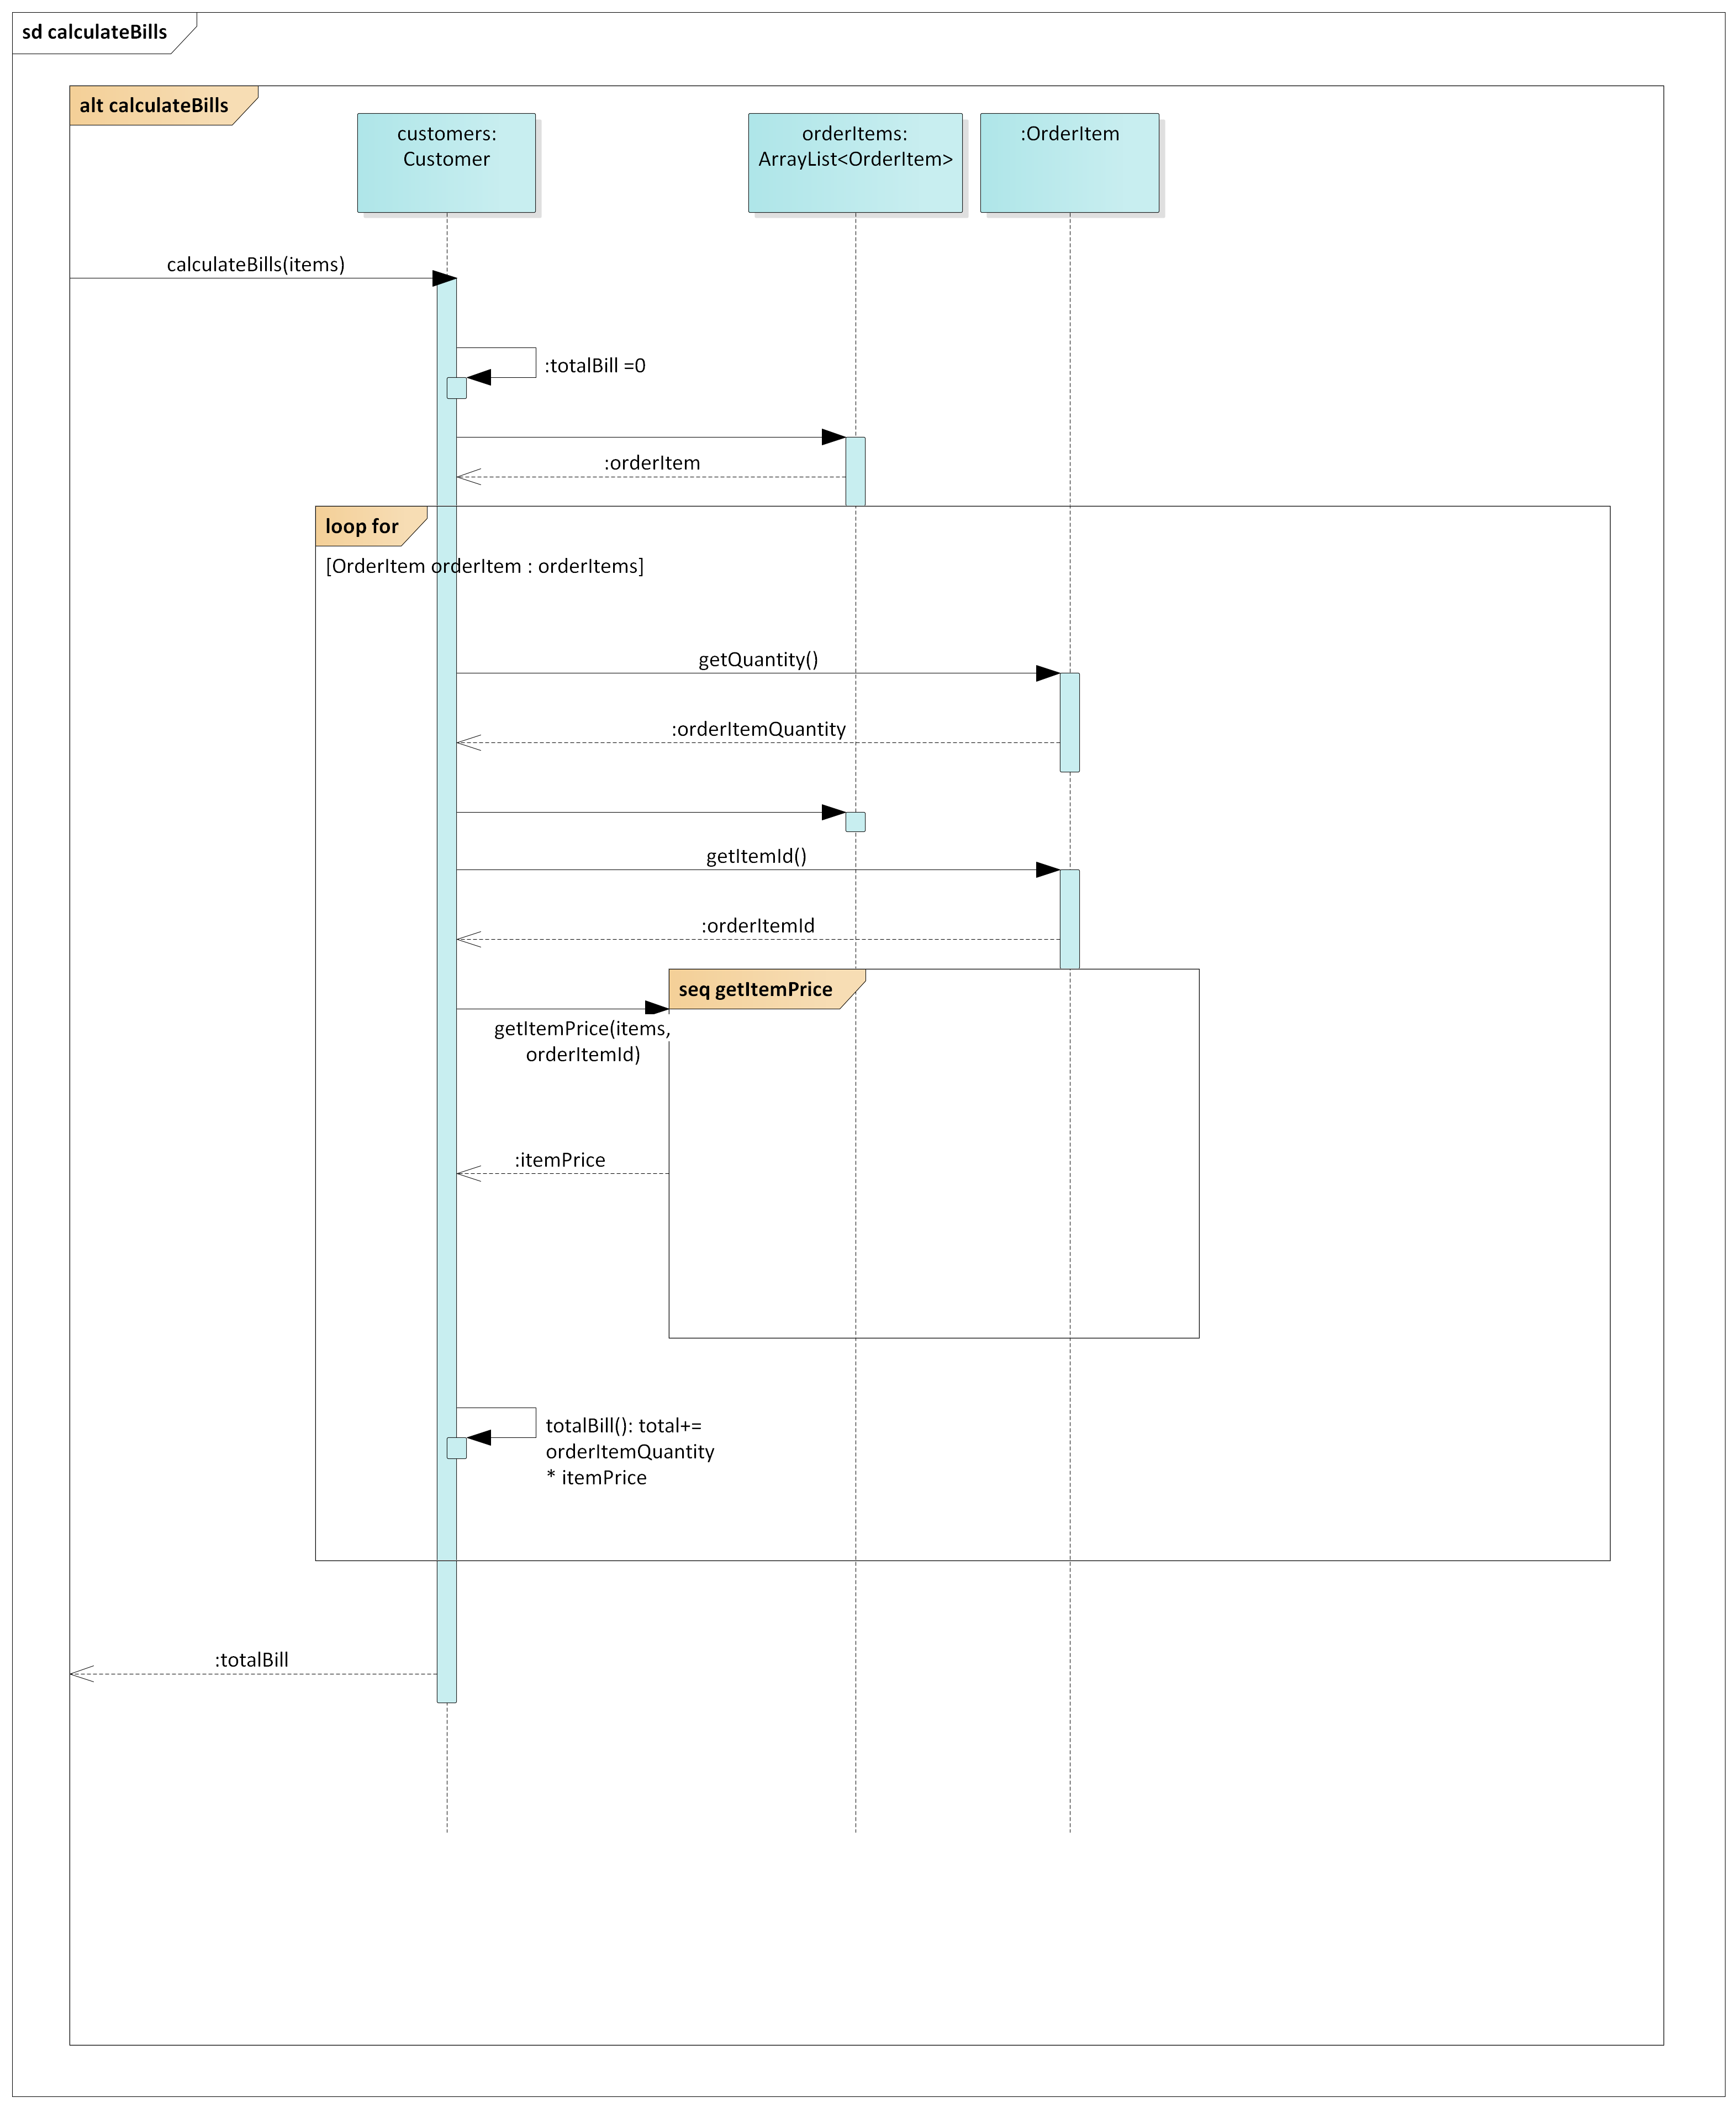 sd calculateBills
alt calculateBills
customers:
Customer
orderItems:
ArrayList<OrderItem>
:OrderItem
calculateBills(items)
:totalBill =0
:orderItem
loop for
[OrderItem orderItem : orderItems]
getQuantity()
:orderItemQuantity
getItemId()
:orderItemId
seq getItemPrice
getItemPrice(items,
orderItemId)
:itemPrice
totalBill(): total+=
orderItemQuantity
* itemPrice
:totalBill